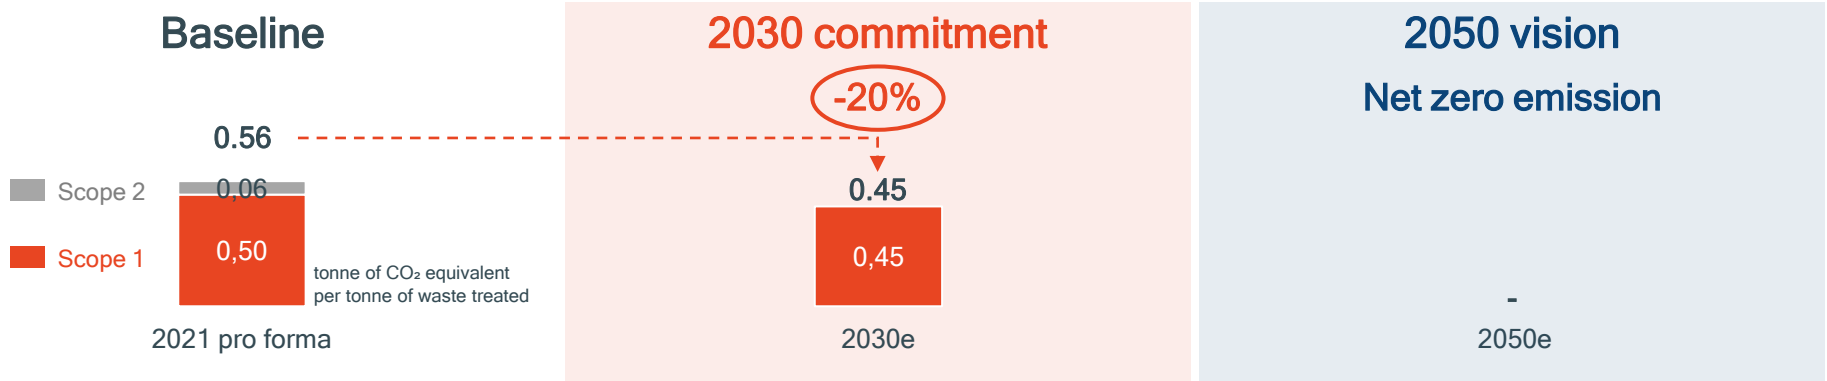 Baseline
2030 commitment
2050 vision
-20%
Net zero emission
0.56
Scope 2
0,06
0.45
Scope 1
0,50
0,45
tonne of CO₂ equivalent
per tonne of waste treated
-
2021 pro forma
2030e
2050e